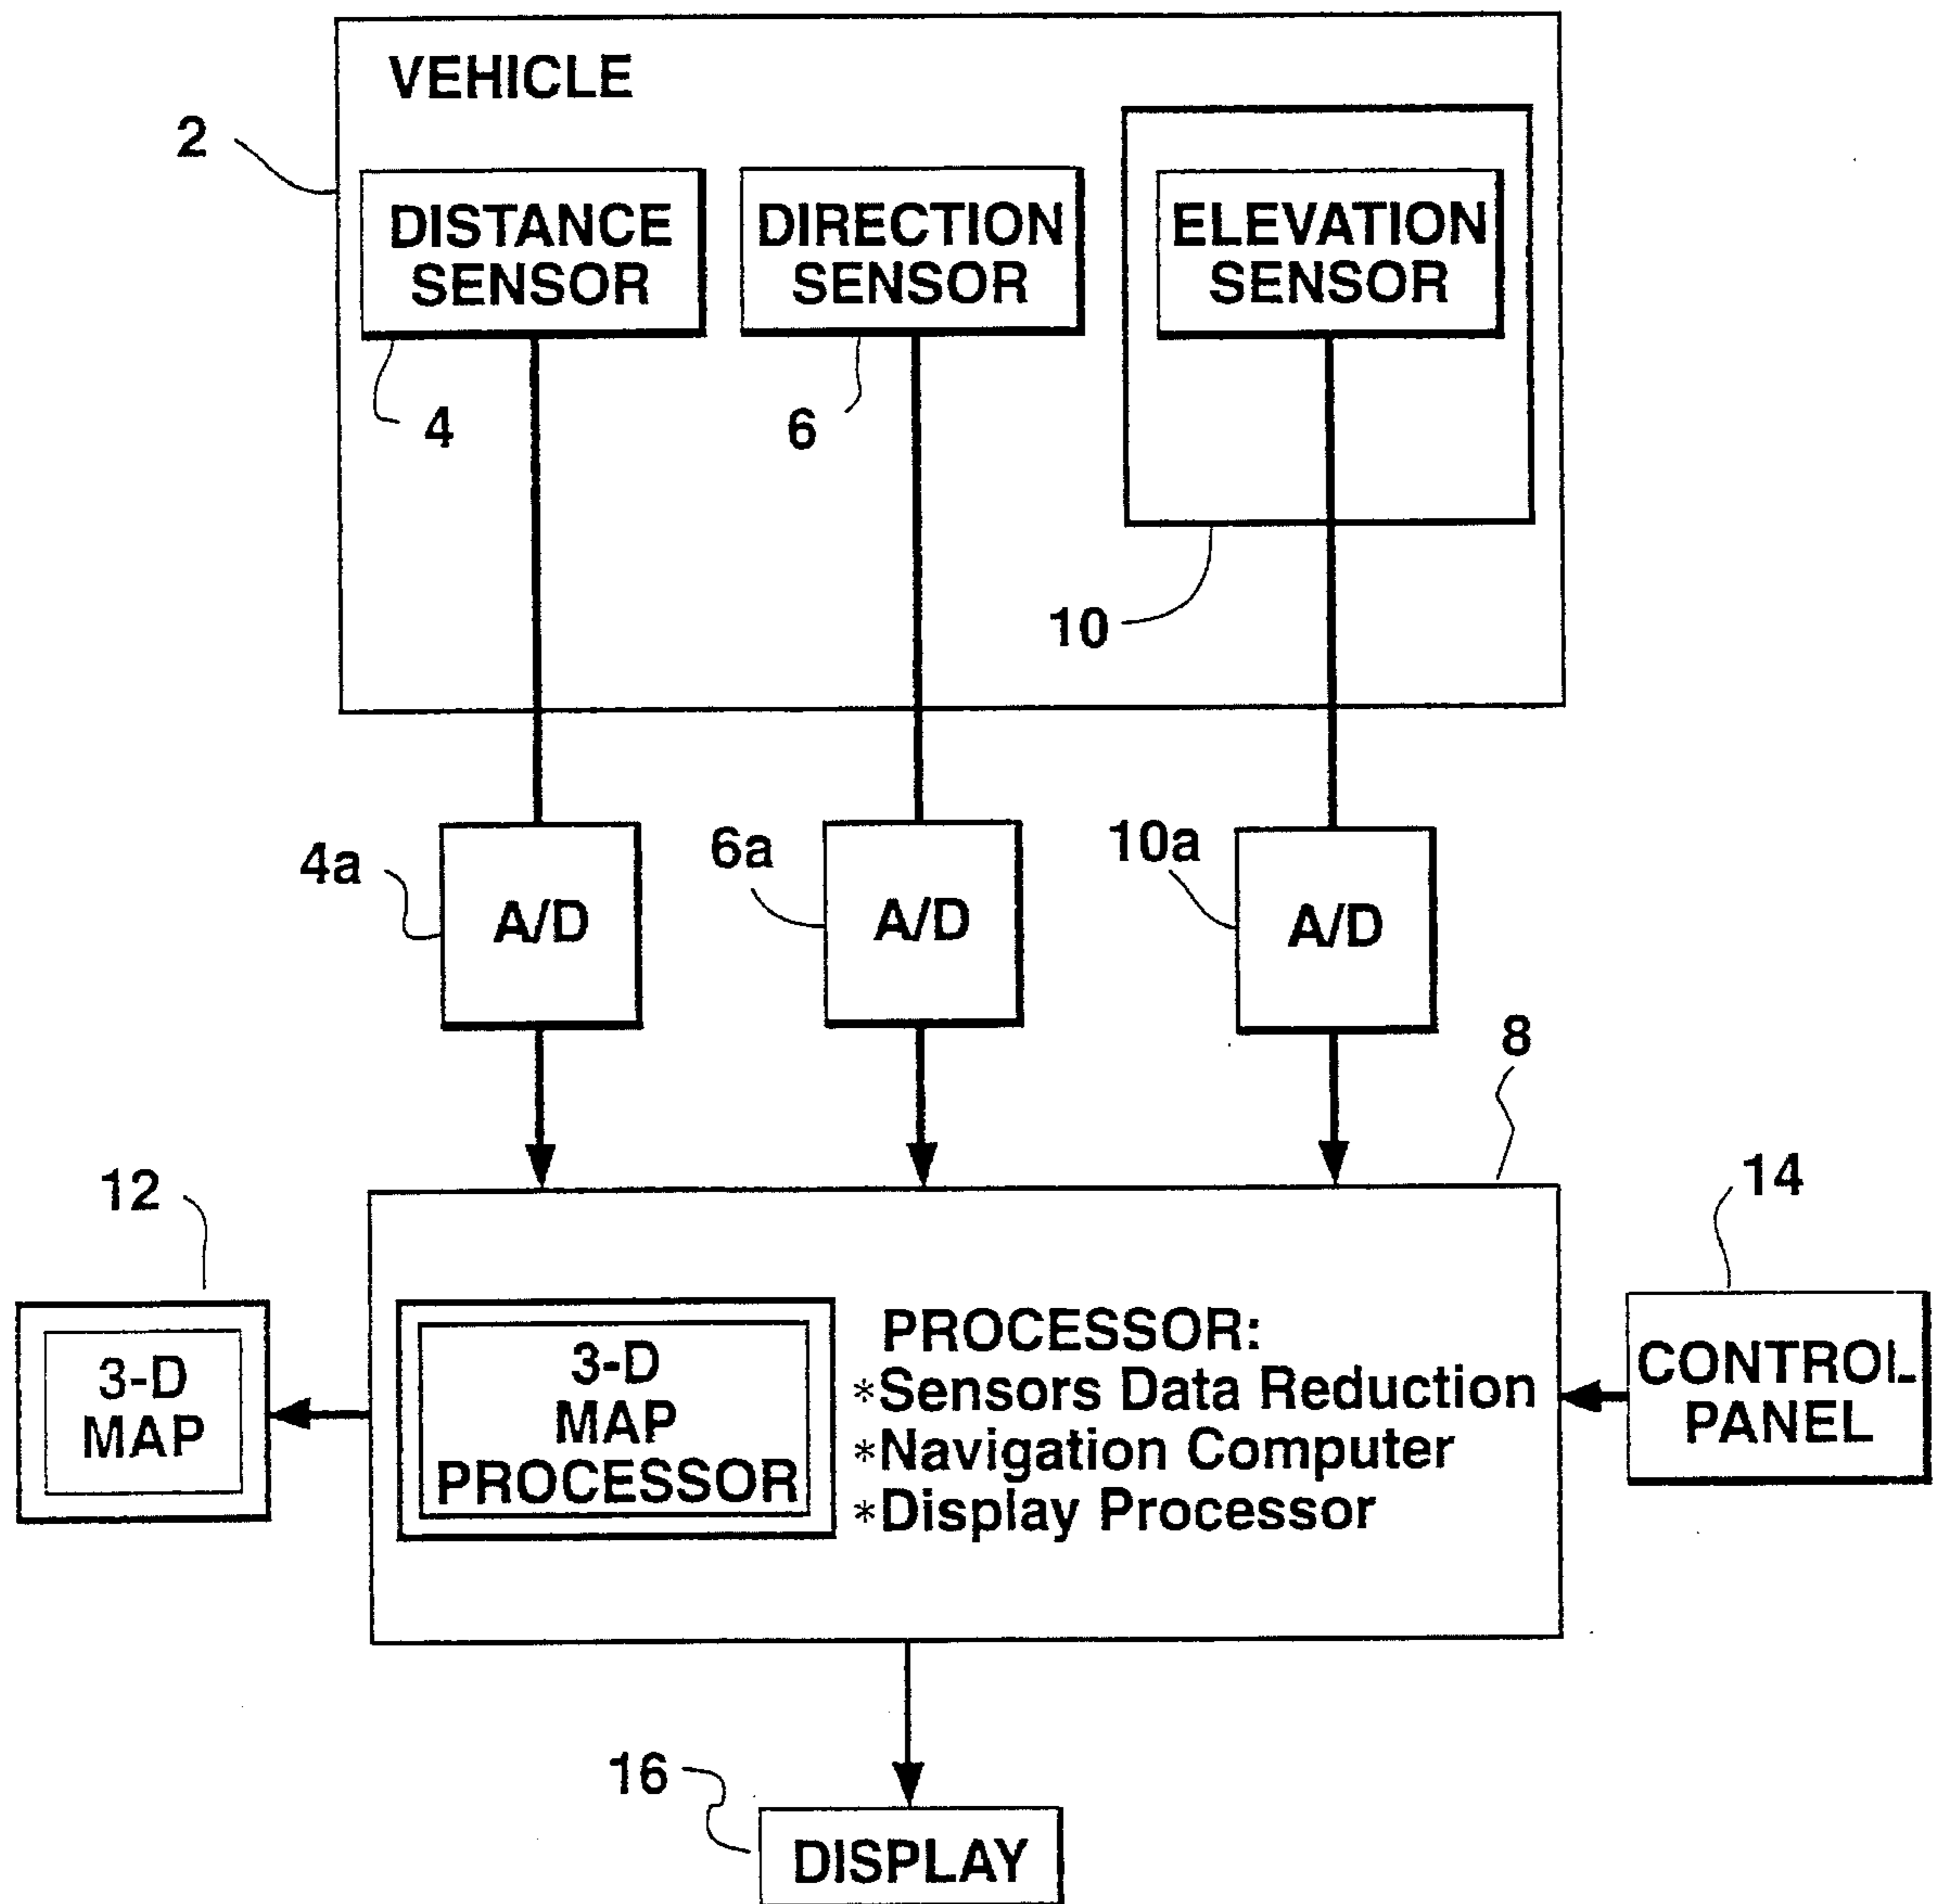 VEHICLE
2
DISTANCE
SENSOR
DIRECTION
SENSOR
ELEVATION
SENSOR
4
6
10
4a
A/D
6a
A/D
10a
A/D
8
12
14
3-D
MAP
3-D
MAP
PROCESSOR
PROCESSOR:
*Sensors Data Reduction
*Navigation Computer
*Display Processor
CONTROL
PANEL
16
DISPLAY